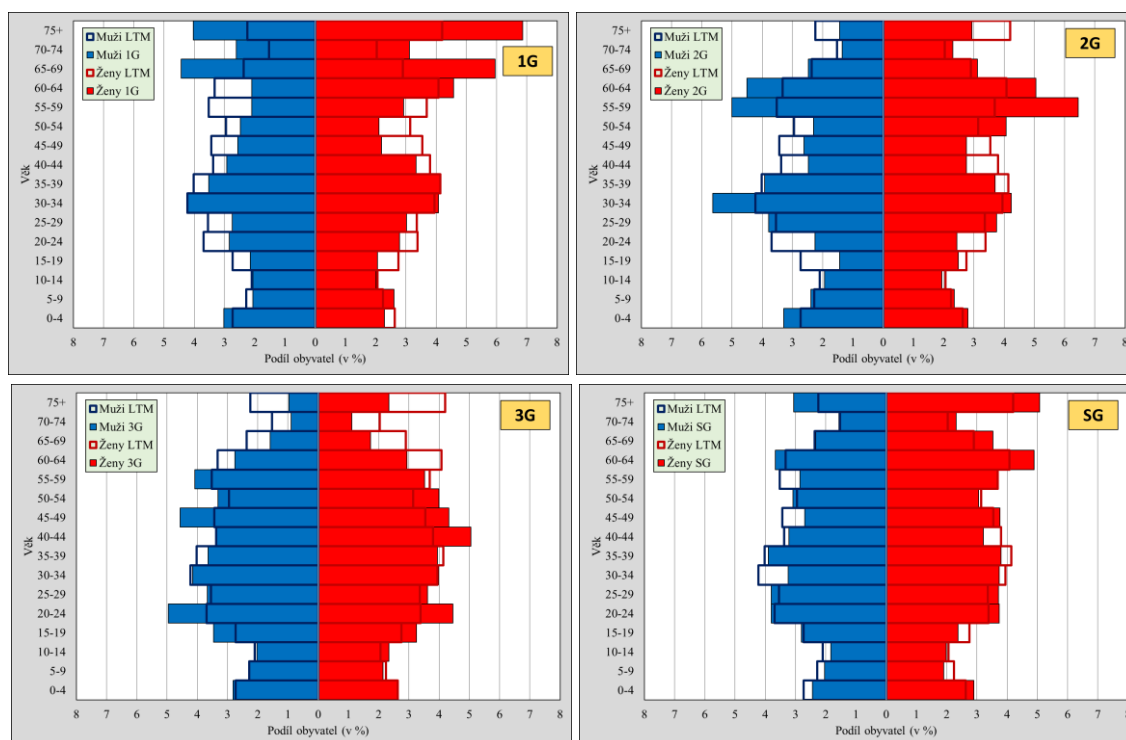 Muži LTM
Muži 1G
Ženy LTM
Ženy 1G
1G
Věk
75+
70-74
65-69
60-64
55-59
50-54
45-49
40-44
35-39
30-34
25-29
20-24
15-19
10-14
5-9
0-4
8 7 6 5 4 3 2 1 0 1 2 3 4 5 6 7 8
Podíl obyvatel (v %)
Muži LTM
Muži 2G
Ženy LTM
Ženy 2G
2G
Věk
75+
70-74
65-69
60-64
55-59
50-54
45-49
40-44
35-39
30-34
25-29
20-24
15-19
10-14
5-9
0-4
8 7 6 5 4 3 2 1 0 1 2 3 4 5 6 7 8
Podíl obyvatel (v %)
Muži LTM
Muži 3G
Ženy LTM
Ženy 3G
3G
Věk
75+
70-74
65-69
60-64
55-59
50-54
45-49
40-44
35-39
30-34
25-29
20-24
15-19
10-14
5-9
0-4
8 7 6 5 4 3 2 1 0 1 2 3 4 5 6 7 8
Podíl obyvatel (v %)
Muži LTM
Muži SG
Ženy LTM
Ženy SG
SG
Věk
75+
70-74
65-69
60-64
55-59
50-54
45-49
40-44
35-39
30-34
25-29
20-24
15-19
10-14
5-9
0-4
8 7 6 5 4 3 2 1 0 1 2 3 4 5 6 7 8
Podíl obyvatel (v %)